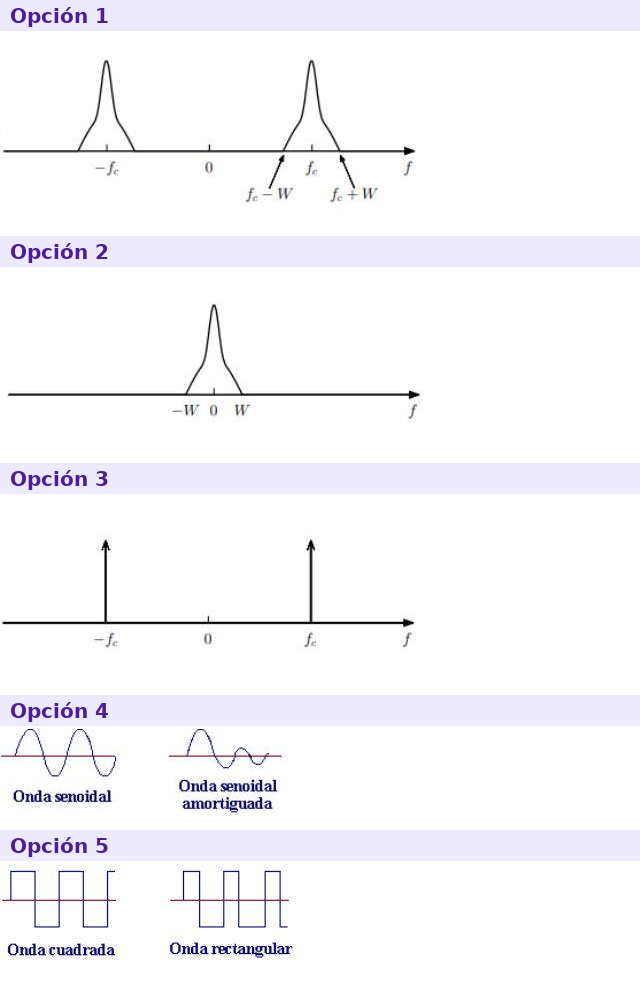 Opción 1
−f_c 0 f_c f
f_c − W f_c + W
Opción 2
−W 0 W f
Opción 3
−f_c 0 f_c f
Opción 4
Onda senoidal
Onda senoidal
amortiguada
Opción 5
Onda cuadrada Onda rectangular